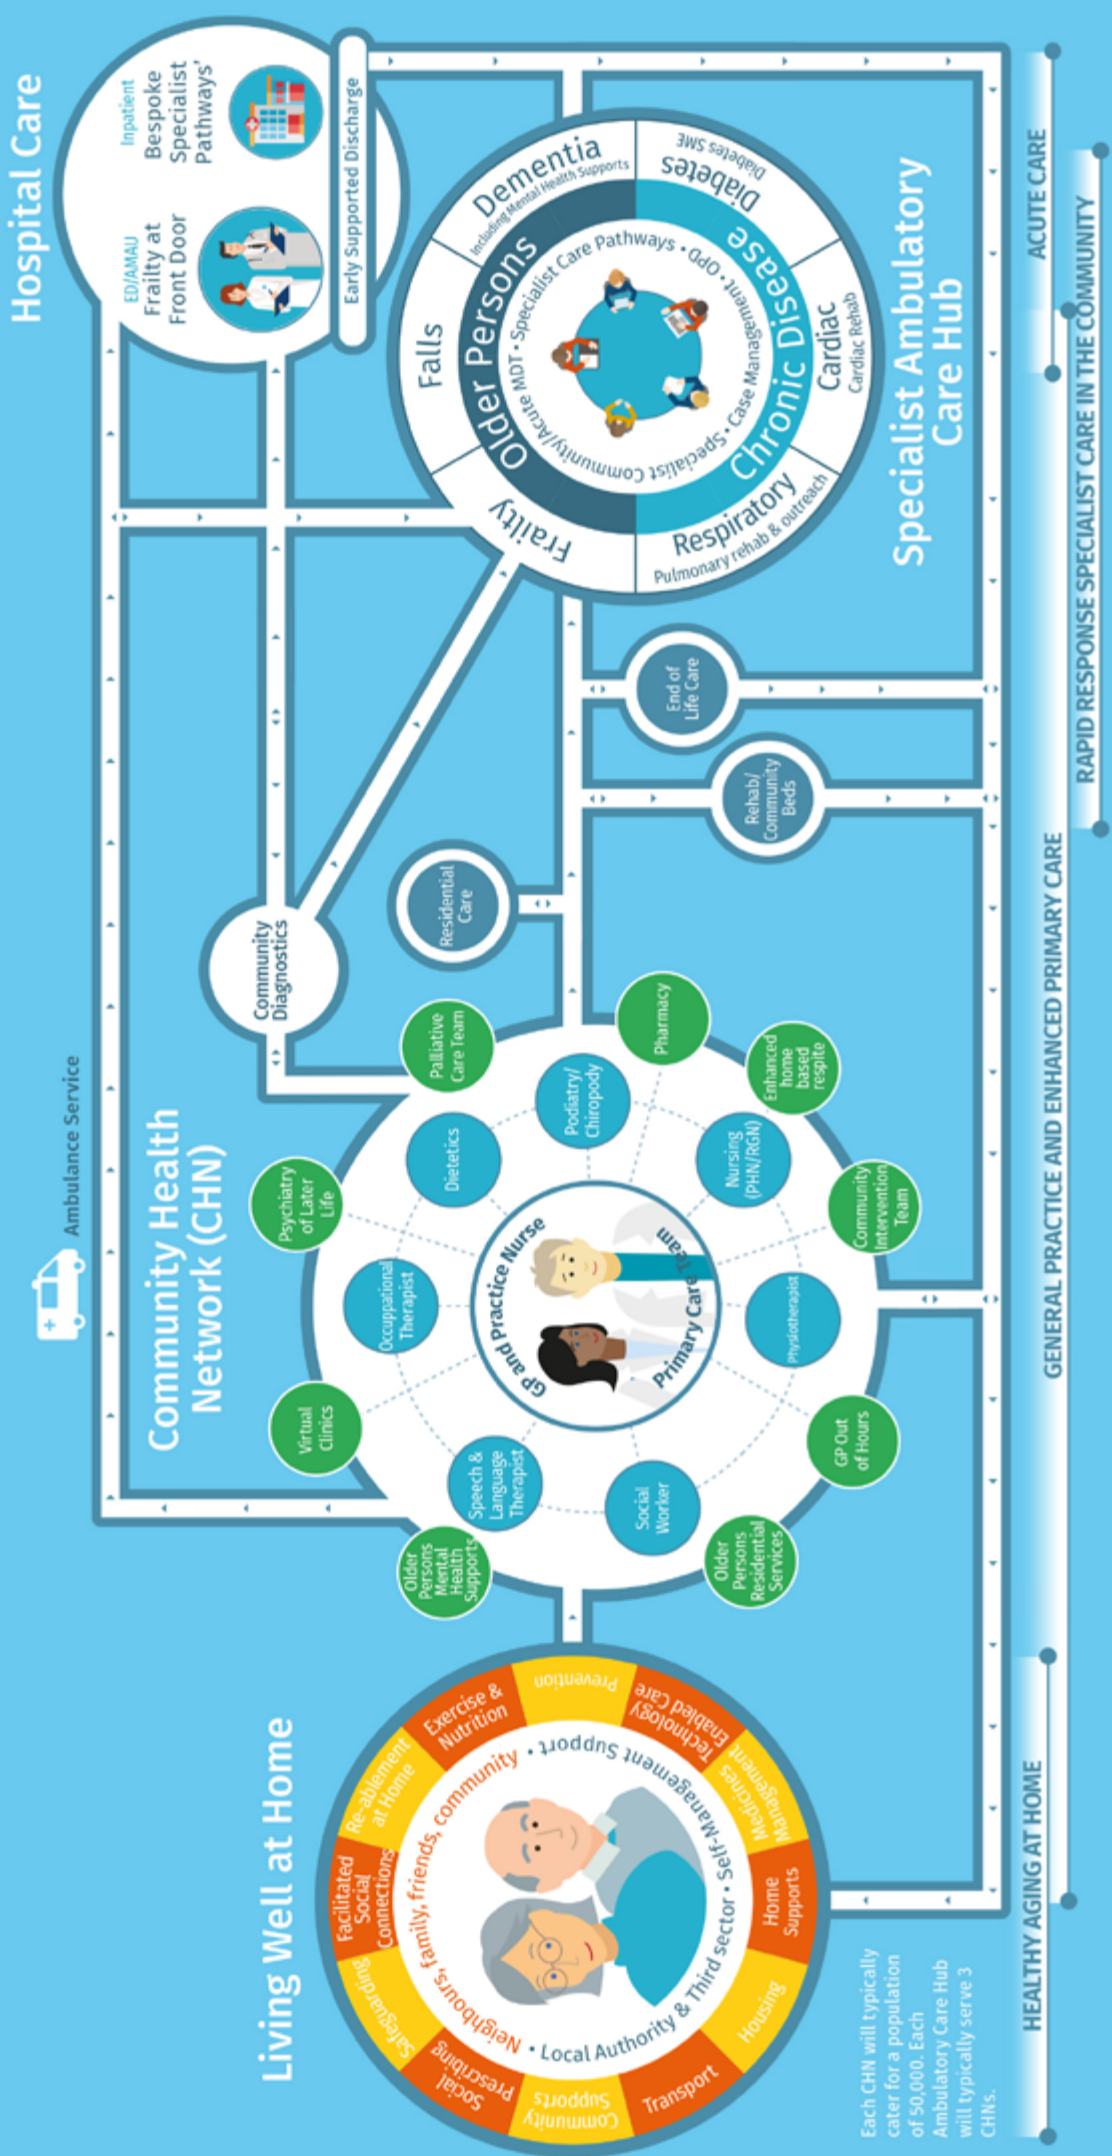 Living Well at Home
Exercise &
Nutrition
Prevention
Technology
Enabled Care
Medicines
Management
Home
Supports
Housing
Transport
Community
Supports
Social
Prescribing
Safeguarding
Facilitated
Social
Connections
Re-ablement
at Home
Neighbours, family, friends, community • Self-Management Support • Local Authority & Third sector •
Each CHN will typically
cater for a population
of 50,000. Each
Ambulatory Care Hub
will typically serve 3
CHNs.
Ambulance Service
Community Health
Network (CHN)
Virtual
Clinics
Psychiatry
of Later
Life
Palliative
Care Team
Pharmacy
Enhanced
home
based
respite
Community
Intervention
Team
GP Out
of Hours
Older
Persons
Residential
Services
Older
Persons
Mental
Health
Supports
Speech &
Language
Therapist
Occuppational
Therapist
Dietetics
Podiatry/
Chiropody
Nursing
(PHN/RGN)
Physiotherapist
Social
Worker
GP and Practice Nurse
Primary Care Team
Community
Diagnostics
Residential
Care
Rehab/
Community
Beds
End of
Life Care
Hospital Care
ED/AMAU
Frailty at
Front Door
Inpatient
Bespoke
Specialist
Pathways'
Early Supported Discharge
Frailty
Falls
Dementia
Including Mental Health Supports
Diabetes
Diabetes SME
Cardiac
Cardiac Rehab
Respiratory
Pulmonary rehab & outreach
Older Persons
Chronic Disease
Specialist Community/Acute MDT • Specialist Care Pathways • OPD • Case Management •
Specialist Ambulatory
Care Hub
HEALTHY AGING AT HOME
GENERAL PRACTICE AND ENHANCED PRIMARY CARE
ACUTE CARE
RAPID RESPONSE SPECIALIST CARE IN THE COMMUNITY